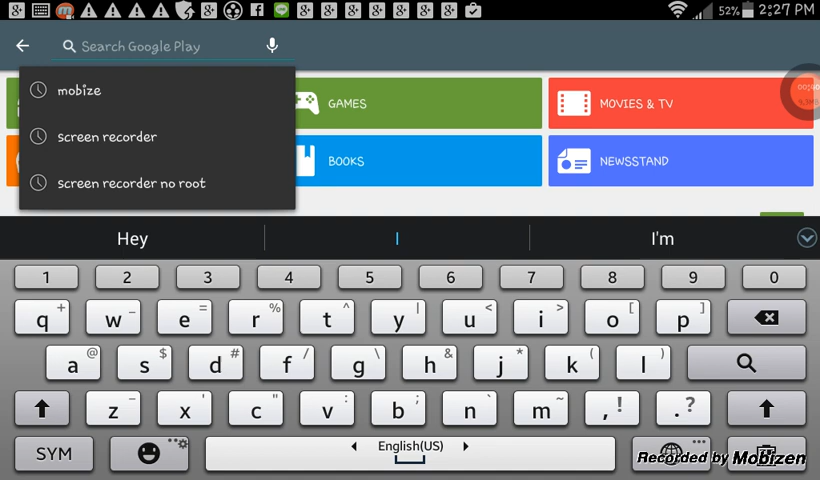 52% 2:27 PM
Search Google Play
mobize
screen recorder
screen recorder no root
GAMES
MOVIES & TV
BOOKS
NEWSSTAND
Hey I I'm
1 2 3 4 5 6 7 8 9 0
q + w - e = r % t ^ y | u < i > o [ p ]
a @ s $ d # f / g \ h & j * k ( l )
z - x ' c " v : b ; n , m ~ , ! . ?
SYM English(US)
Recorded by Mobizen